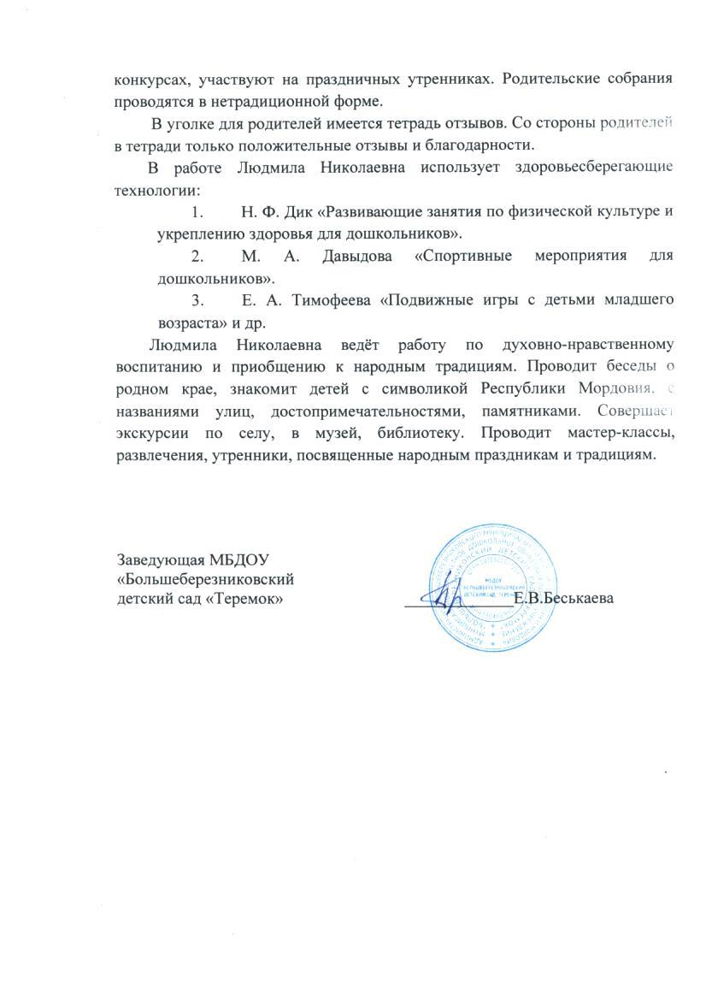 конкурсах, участвуют на праздничных утренниках. Родительские собрания
проводятся в нетрадиционной форме.
В уголке для родителей имеется тетрадь отзывов. Со стороны родителей
в тетради только положительные отзывы и благодарности.
В работе Людмила Николаевна использует здоровьесберегающие
технологии:
1. Н. Ф. Дик «Развивающие занятия по физической культуре и
укреплению здоровья для дошкольников».
2. М. А. Давыдова «Спортивные мероприятия для
дошкольников».
3. Е. А. Тимофеева «Подвижные игры с детьми младшего
возраста» и др.
Людмила Николаевна ведёт работу по духовно-нравственному
воспитанию и приобщению к народным традициям. Проводит беседы о
родном крае, знакомит детей с символикой Республики Мордовия, с
названиями улиц, достопримечательностями, памятниками. Совершает
экскурсии по селу, в музей, библиотеку. Проводит мастер-классы,
развлечения, утренники, посвященные народным праздникам и традициям.
Заведующая МБДОУ
«Большеберезниковский
детский сад «Теремок» Е.В.Беськаева
МБДОУ
БОЛЬШЕБЕРЕЗНИКОВСКИЙ
ДЕТСКИЙ САД